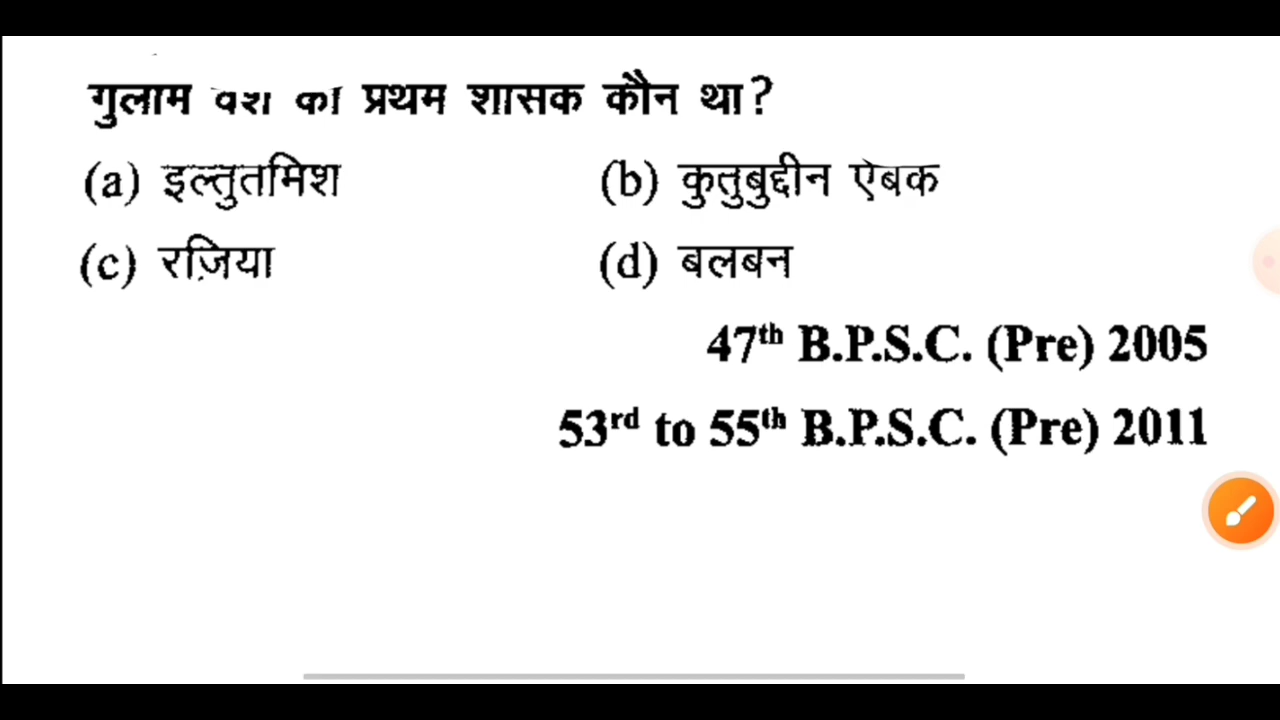 गुलाम वंश का प्रथम शासक कौन था?
(a) इल्तुतमिश (b) कुतुबुद्दीन ऐबक
(c) रज़िया (d) बलबन
47th B.P.S.C. (Pre) 2005
53rd to 55th B.P.S.C. (Pre) 2011